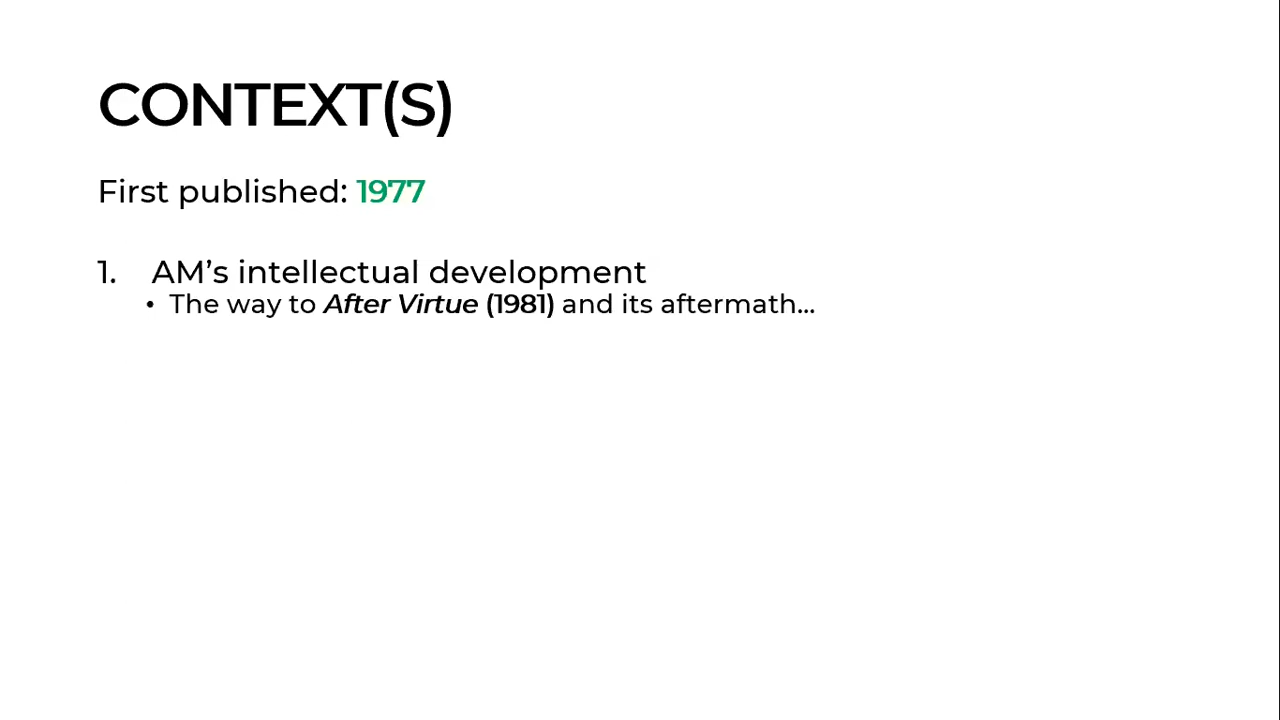 CONTEXT(S)
First published: 1977
1. AM’s intellectual development
• The way to After Virtue (1981) and its aftermath...